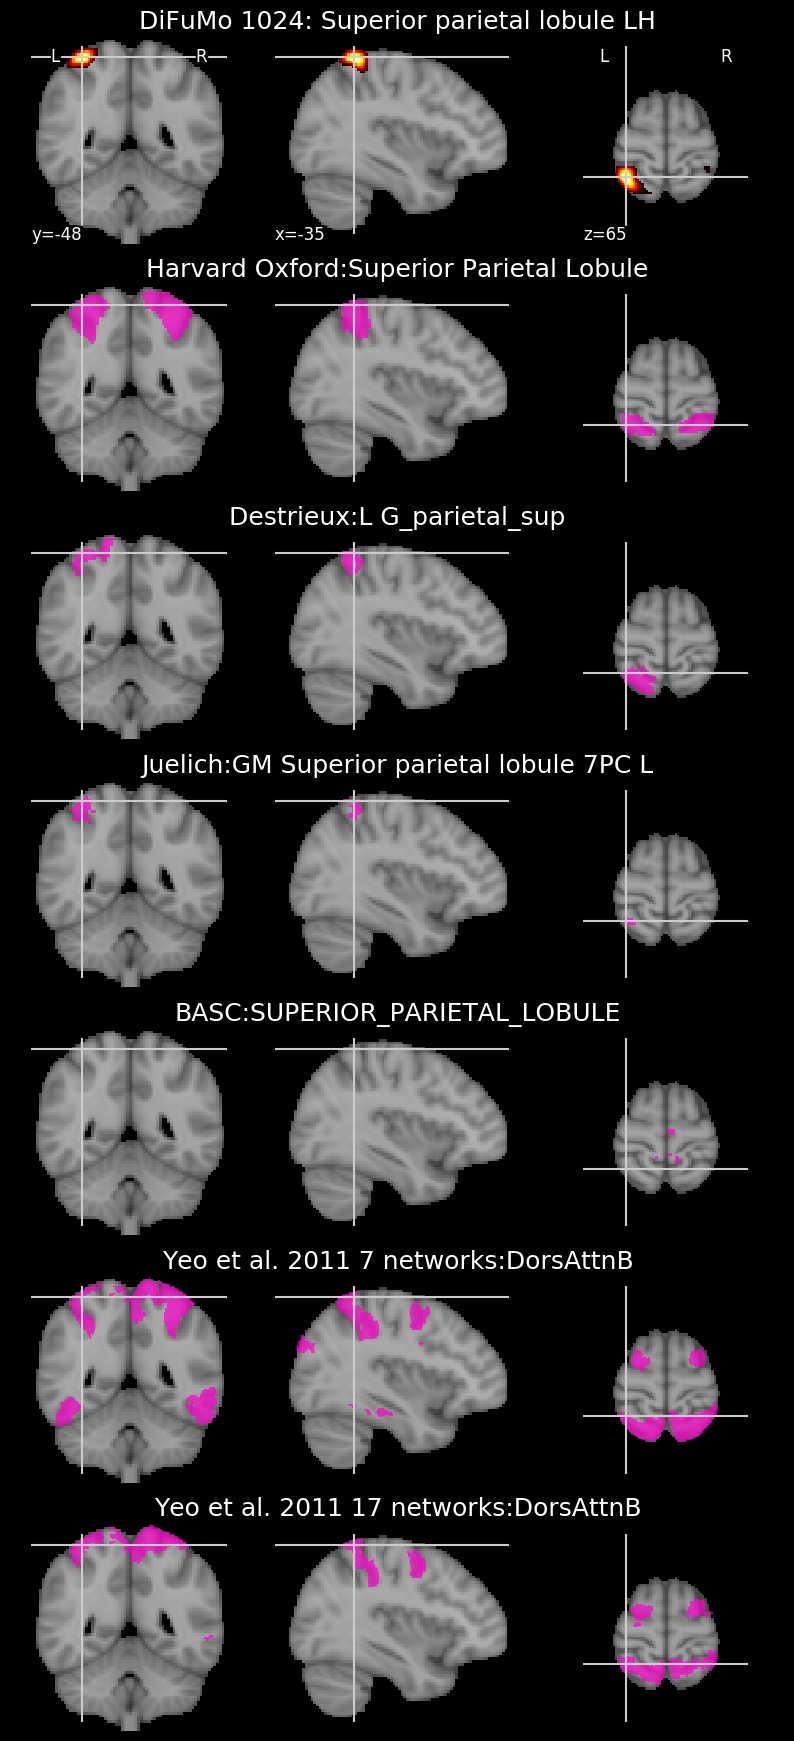 DiFuMo 1024: Superior parietal lobule LH
L R L R
y=-48 x=-35 z=65
Harvard Oxford:Superior Parietal Lobule
Destrieux:L G_parietal_sup
Juelich:GM Superior parietal lobule 7PC L
BASC:SUPERIOR_PARIETAL_LOBULE
Yeo et al. 2011 7 networks:DorsAttnB
Yeo et al. 2011 17 networks:DorsAttnB